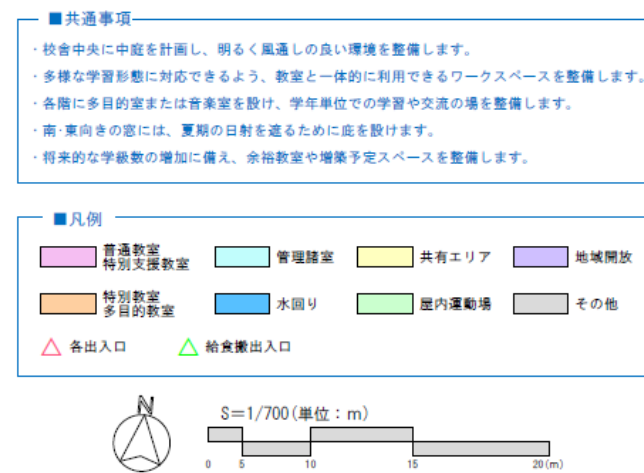 ■共通事項
・校舎中央に中庭を計画し、明るく風通しの良い環境を整備します。
・多様な学習形態に対応できるよう、教室と一体的に利用できるワークスペースを整備します。
・各階に多目的室または音楽室を設け、学年単位での学習や交流の場を整備します。
・南・東向きの窓には、夏期の日射を遮るために庇を設けます。
・将来的な学級数の増加に備え、余裕教室や増築予定スペースを整備します。
■凡例
普通教室
特別支援教室
管理諸室
共有エリア
地域開放
特別教室
多目的教室
水回り
屋内運動場
その他
各出入口
給食搬出入口
N
S=1/700(単位：m)
0 5 10 15 20(m)